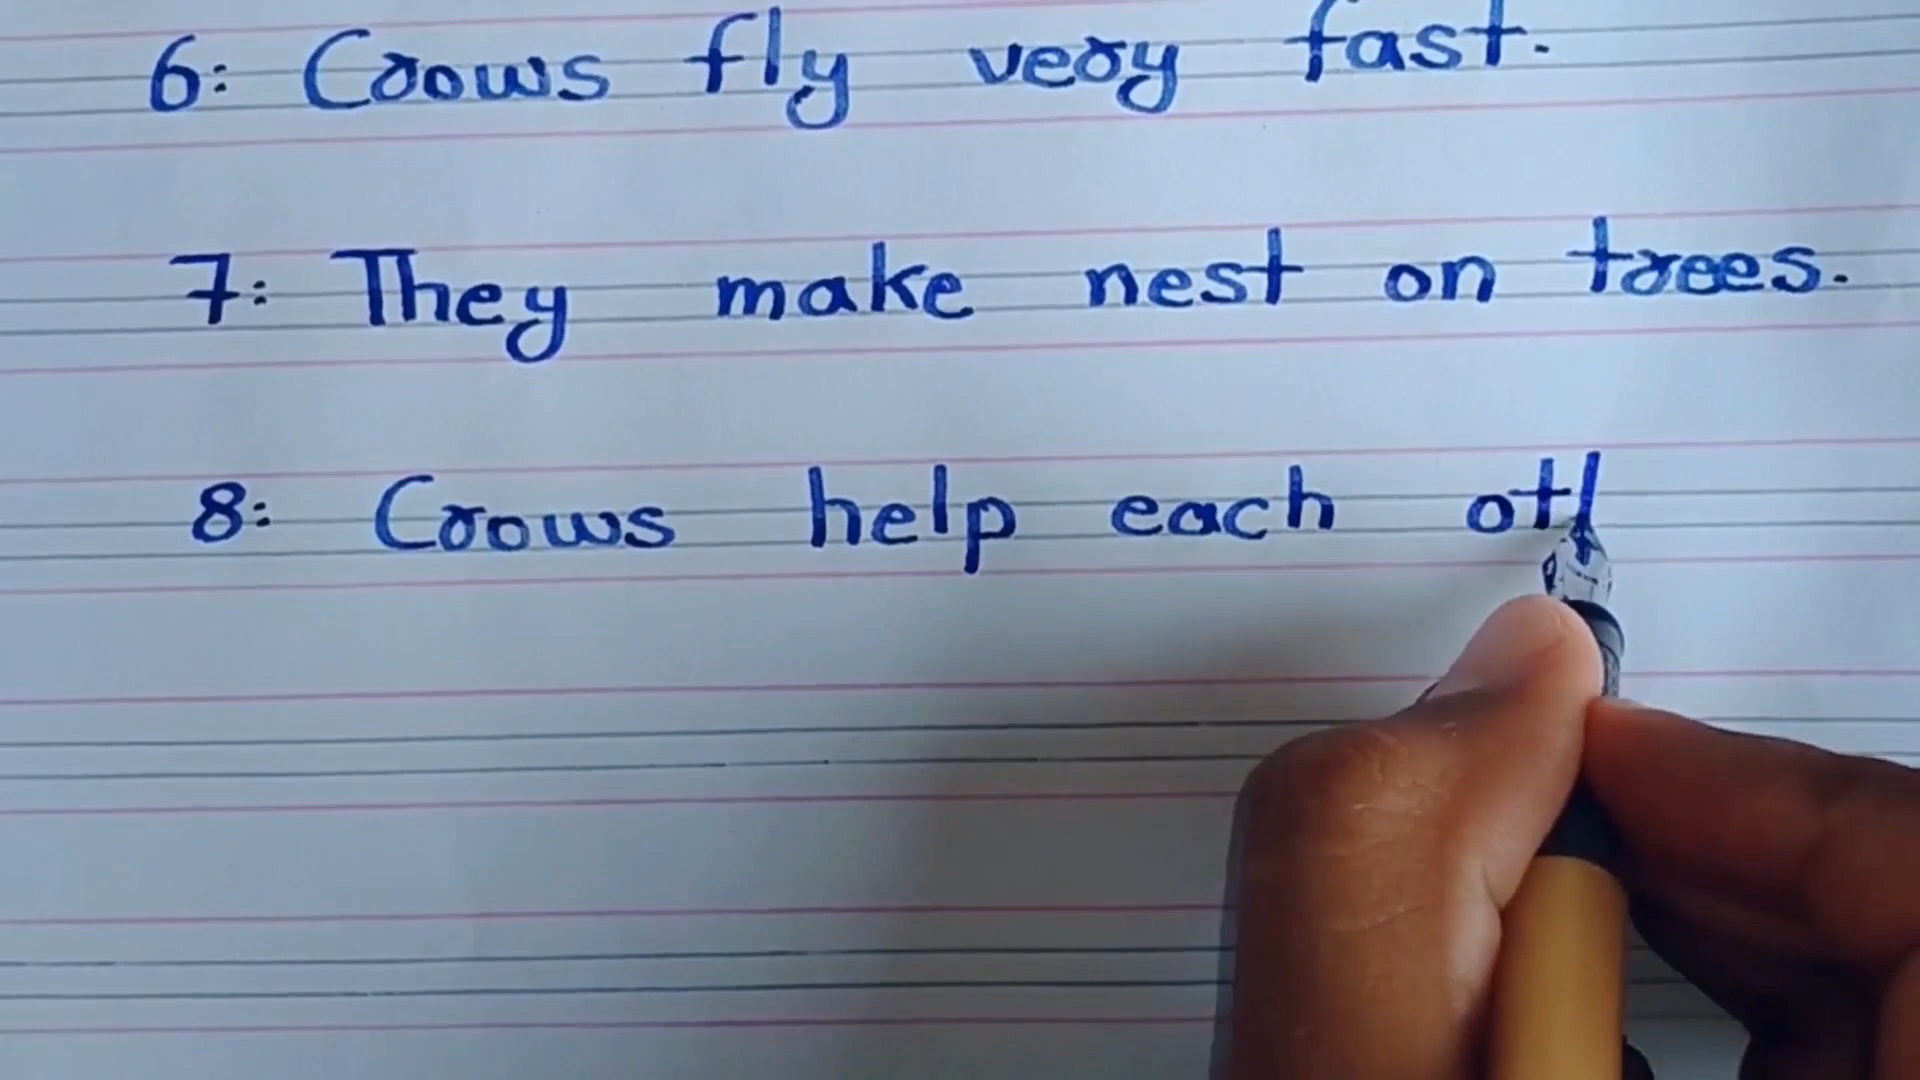 6: Crows fly very fast.
7: They make nest on trees.
8: Crows help each ot